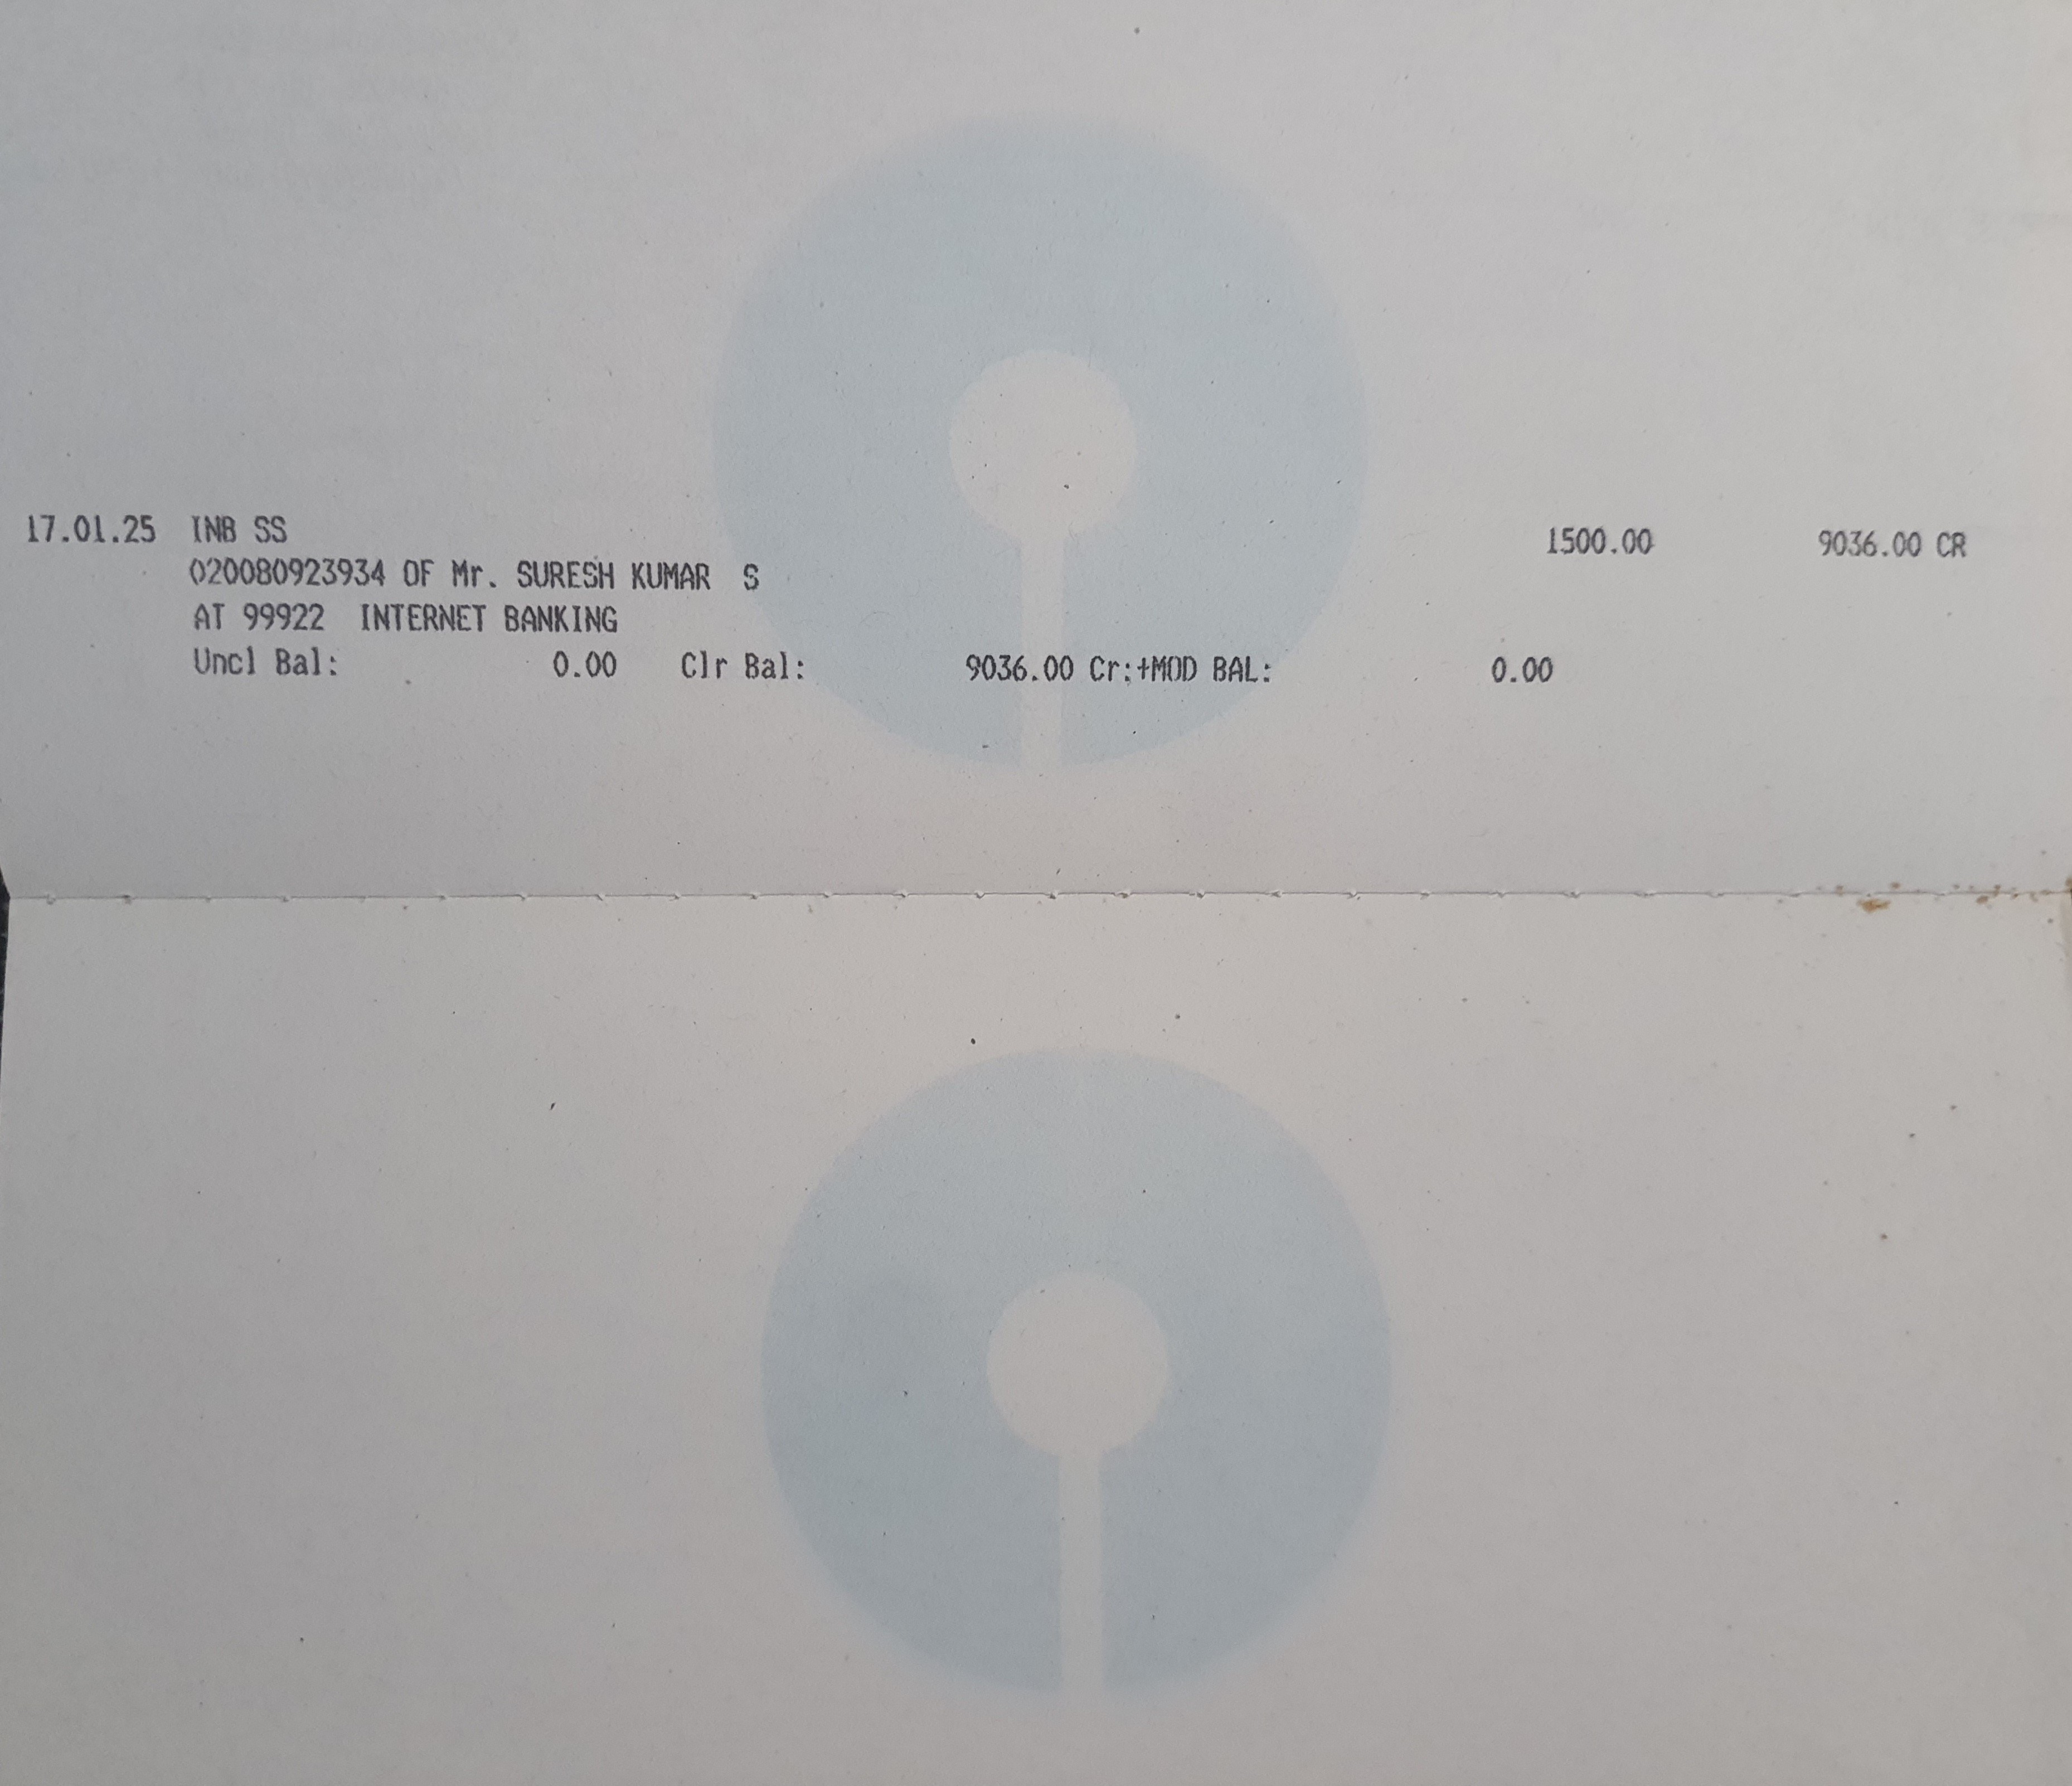 17.01.25 INB SS 1500.00 9036.00 CR
020080923934 OF Mr. SURESH KUMAR S
AT 99922 INTERNET BANKING
Uncl Bal: 0.00 Clr Bal: 9036.00 Cr:+MOD BAL: 0.00